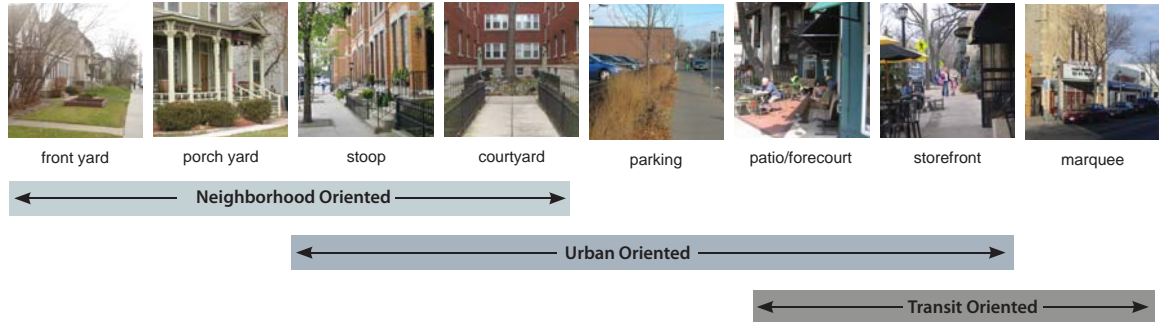 front yard
porch yard
stoop
courtyard
parking
patio/forecourt
storefront
marquee
Neighborhood Oriented
Urban Oriented
Transit Oriented